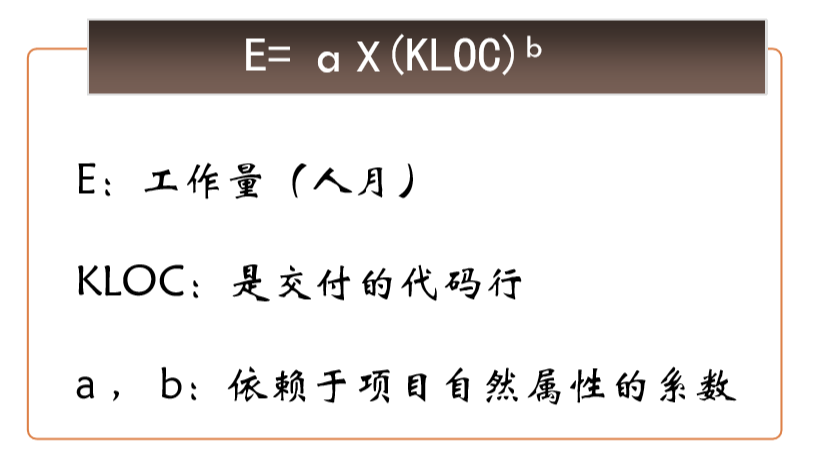 E= a X(KLOC)ᵇ
E：工作量（人月）
KLOC：是交付的代码行
a， b：依赖于项目自然属性的系数